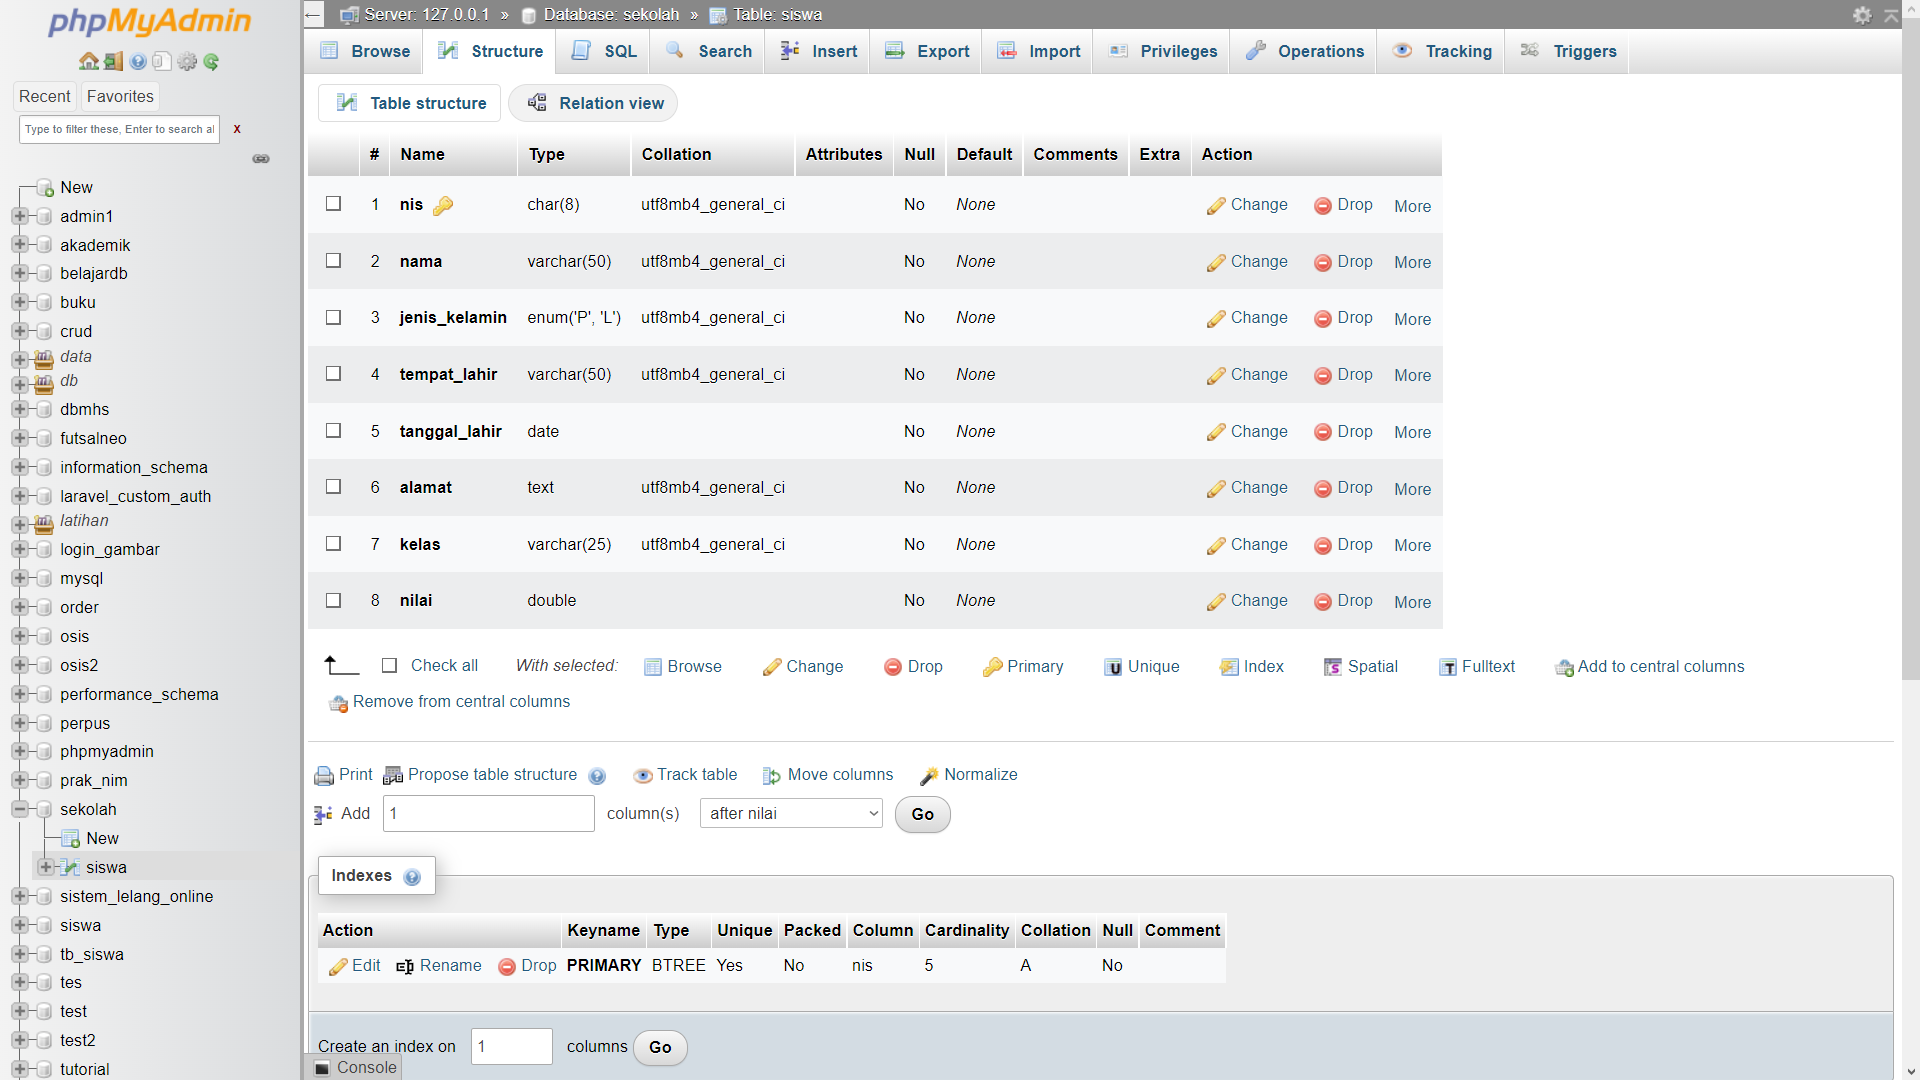 phpMyAdmin
Recent Favorites
Type to filter these, Enter to search al X
New
admin1
akademik
belajardb
buku
crud
data
db
dbmhs
futsalneo
information_schema
laravel_custom_auth
latihan
login_gambar
mysql
order
osis
osis2
performance_schema
perpus
phpmyadmin
prak_nim
sekolah
New
siswa
sistem_lelang_online
siswa
tb_siswa
tes
test
test2
tutorial
Server: 127.0.0.1 » Database: sekolah » Table: siswa
Browse Structure SQL Search Insert Export Import Privileges Operations Tracking Triggers
Table structure Relation view
# Name Type Collation Attributes Null Default Comments Extra Action
1 nis char(8) utf8mb4_general_ci No None Change Drop More
2 nama varchar(50) utf8mb4_general_ci No None Change Drop More
3 jenis_kelamin enum('P', 'L') utf8mb4_general_ci No None Change Drop More
4 tempat_lahir varchar(50) utf8mb4_general_ci No None Change Drop More
5 tanggal_lahir date No None Change Drop More
6 alamat text utf8mb4_general_ci No None Change Drop More
7 kelas varchar(25) utf8mb4_general_ci No None Change Drop More
8 nilai double No None Change Drop More
Check all With selected: Browse Change Drop Primary Unique Index Spatial Fulltext Add to central columns
Remove from central columns
Print Propose table structure Track table Move columns Normalize
Add 1 column(s) after nilai Go
Indexes
Action Keyname Type Unique Packed Column Cardinality Collation Null Comment
Edit Rename Drop PRIMARY BTREE Yes No nis 5 A No
Create an index on 1 columns Go
Console